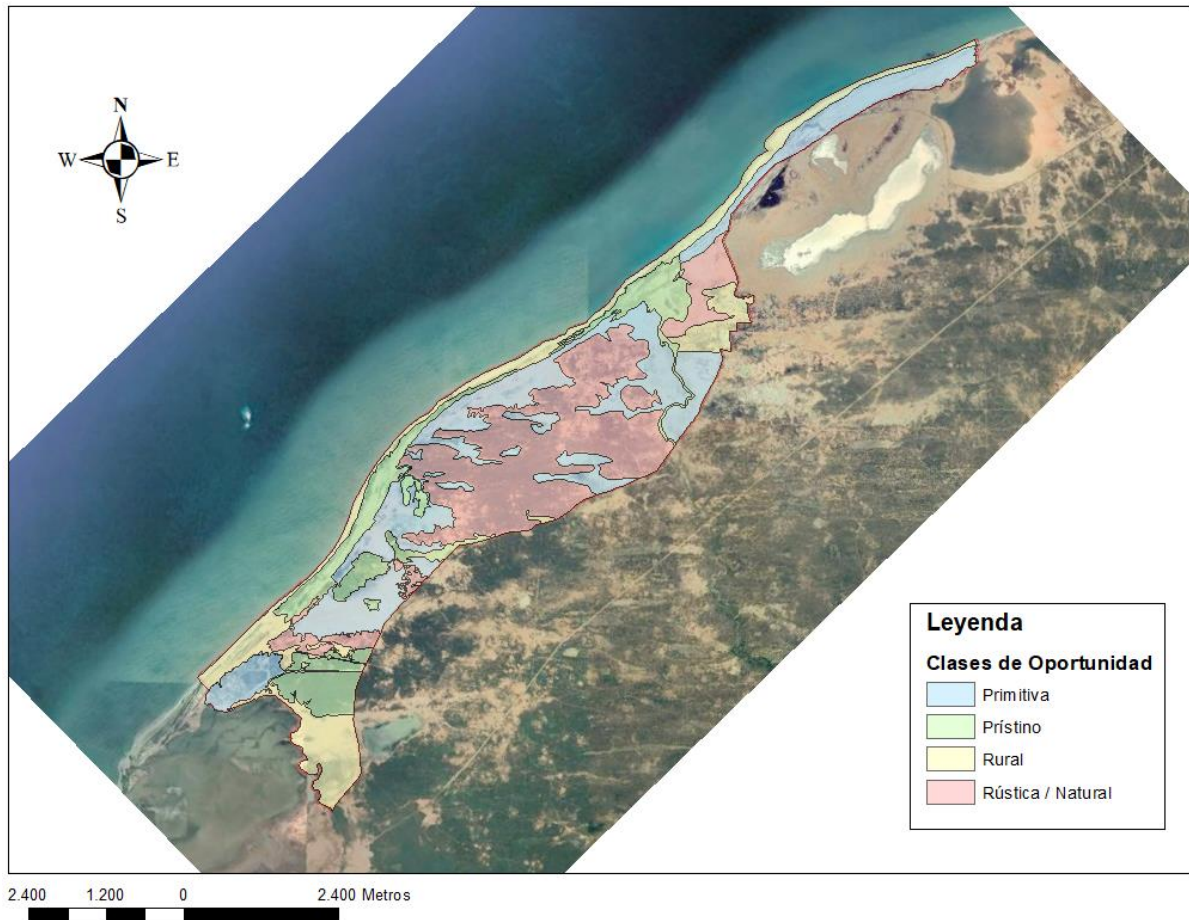 N
W E
S
Leyenda
Clases de Oportunidad
Primitiva
Prístino
Rural
Rústica / Natural
2.400 1.200 0 2.400 Metros